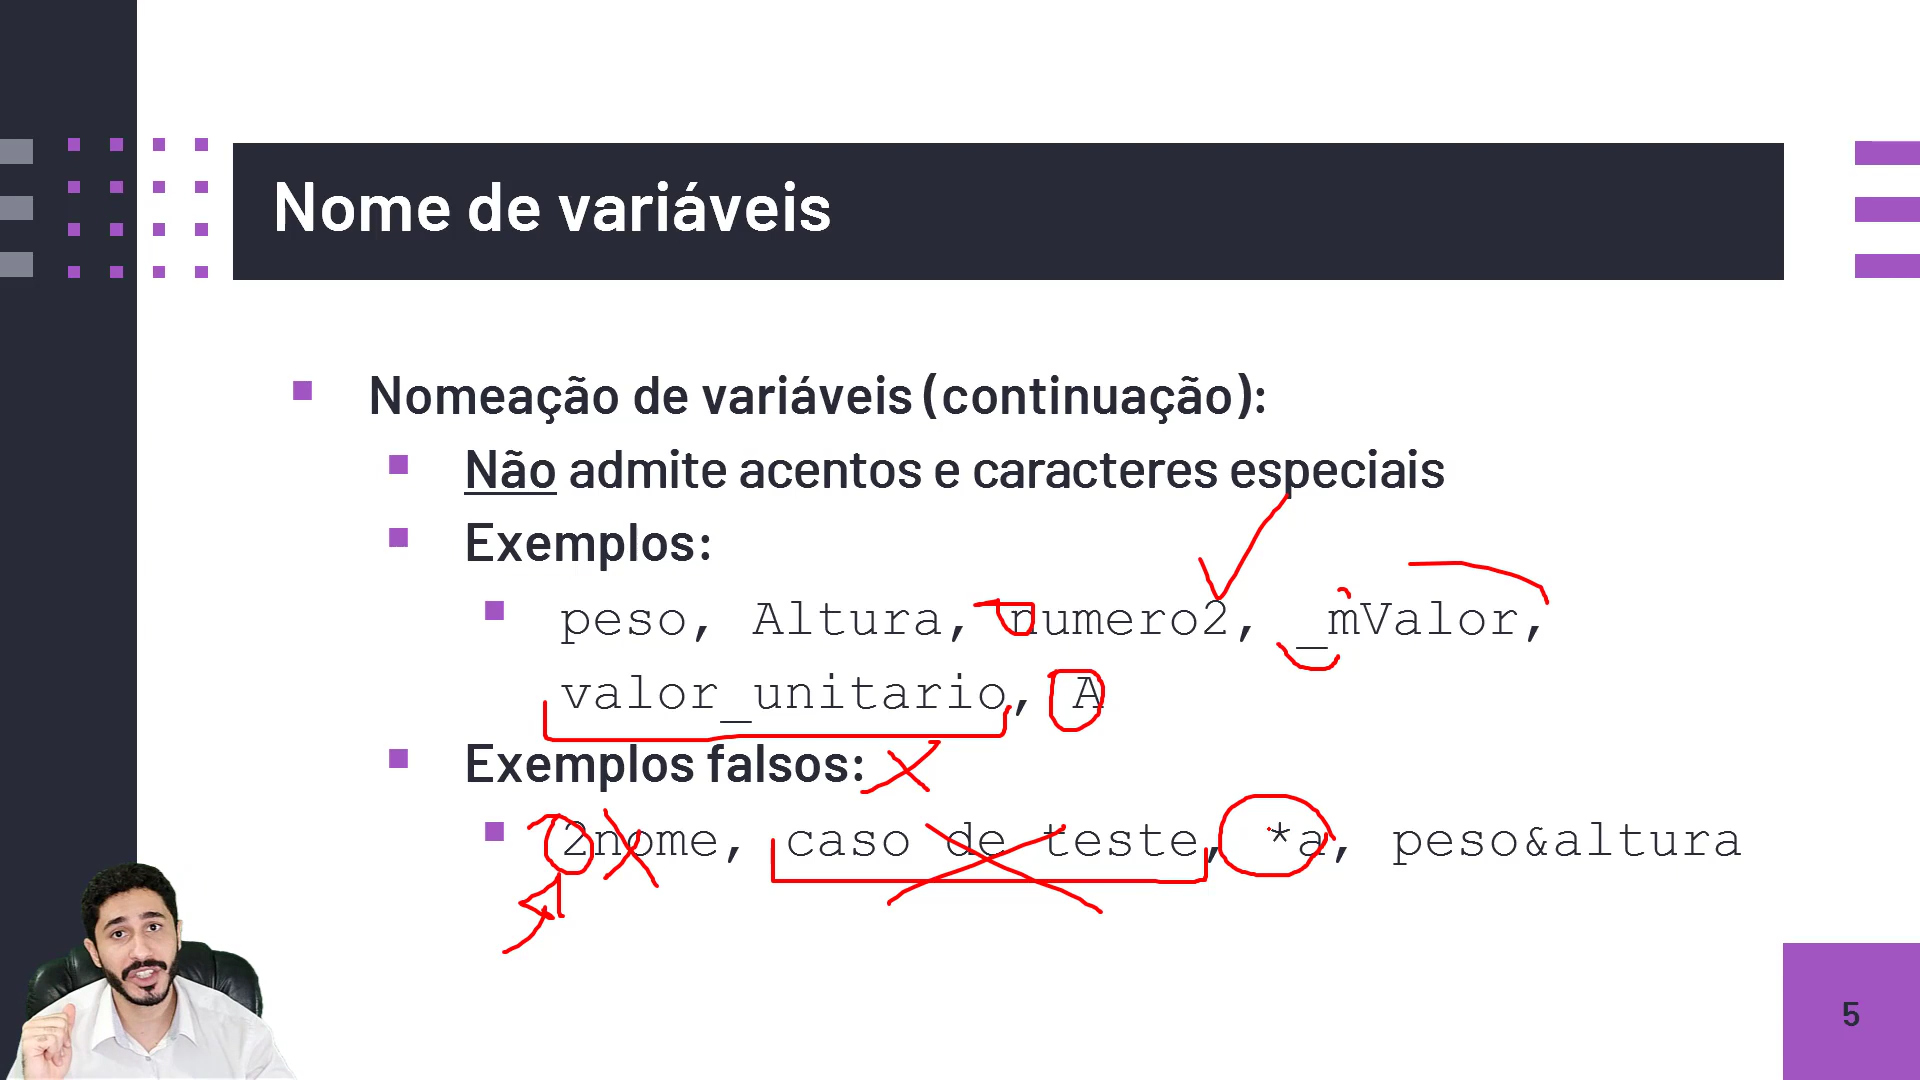 Nome de variáveis
Nomeação de variáveis (continuação):
Não admite acentos e caracteres especiais
Exemplos:
peso, Altura, numero2, _mValor,
valor_unitario, A
Exemplos falsos:
2nome, caso de teste, *a, peso&altura
5